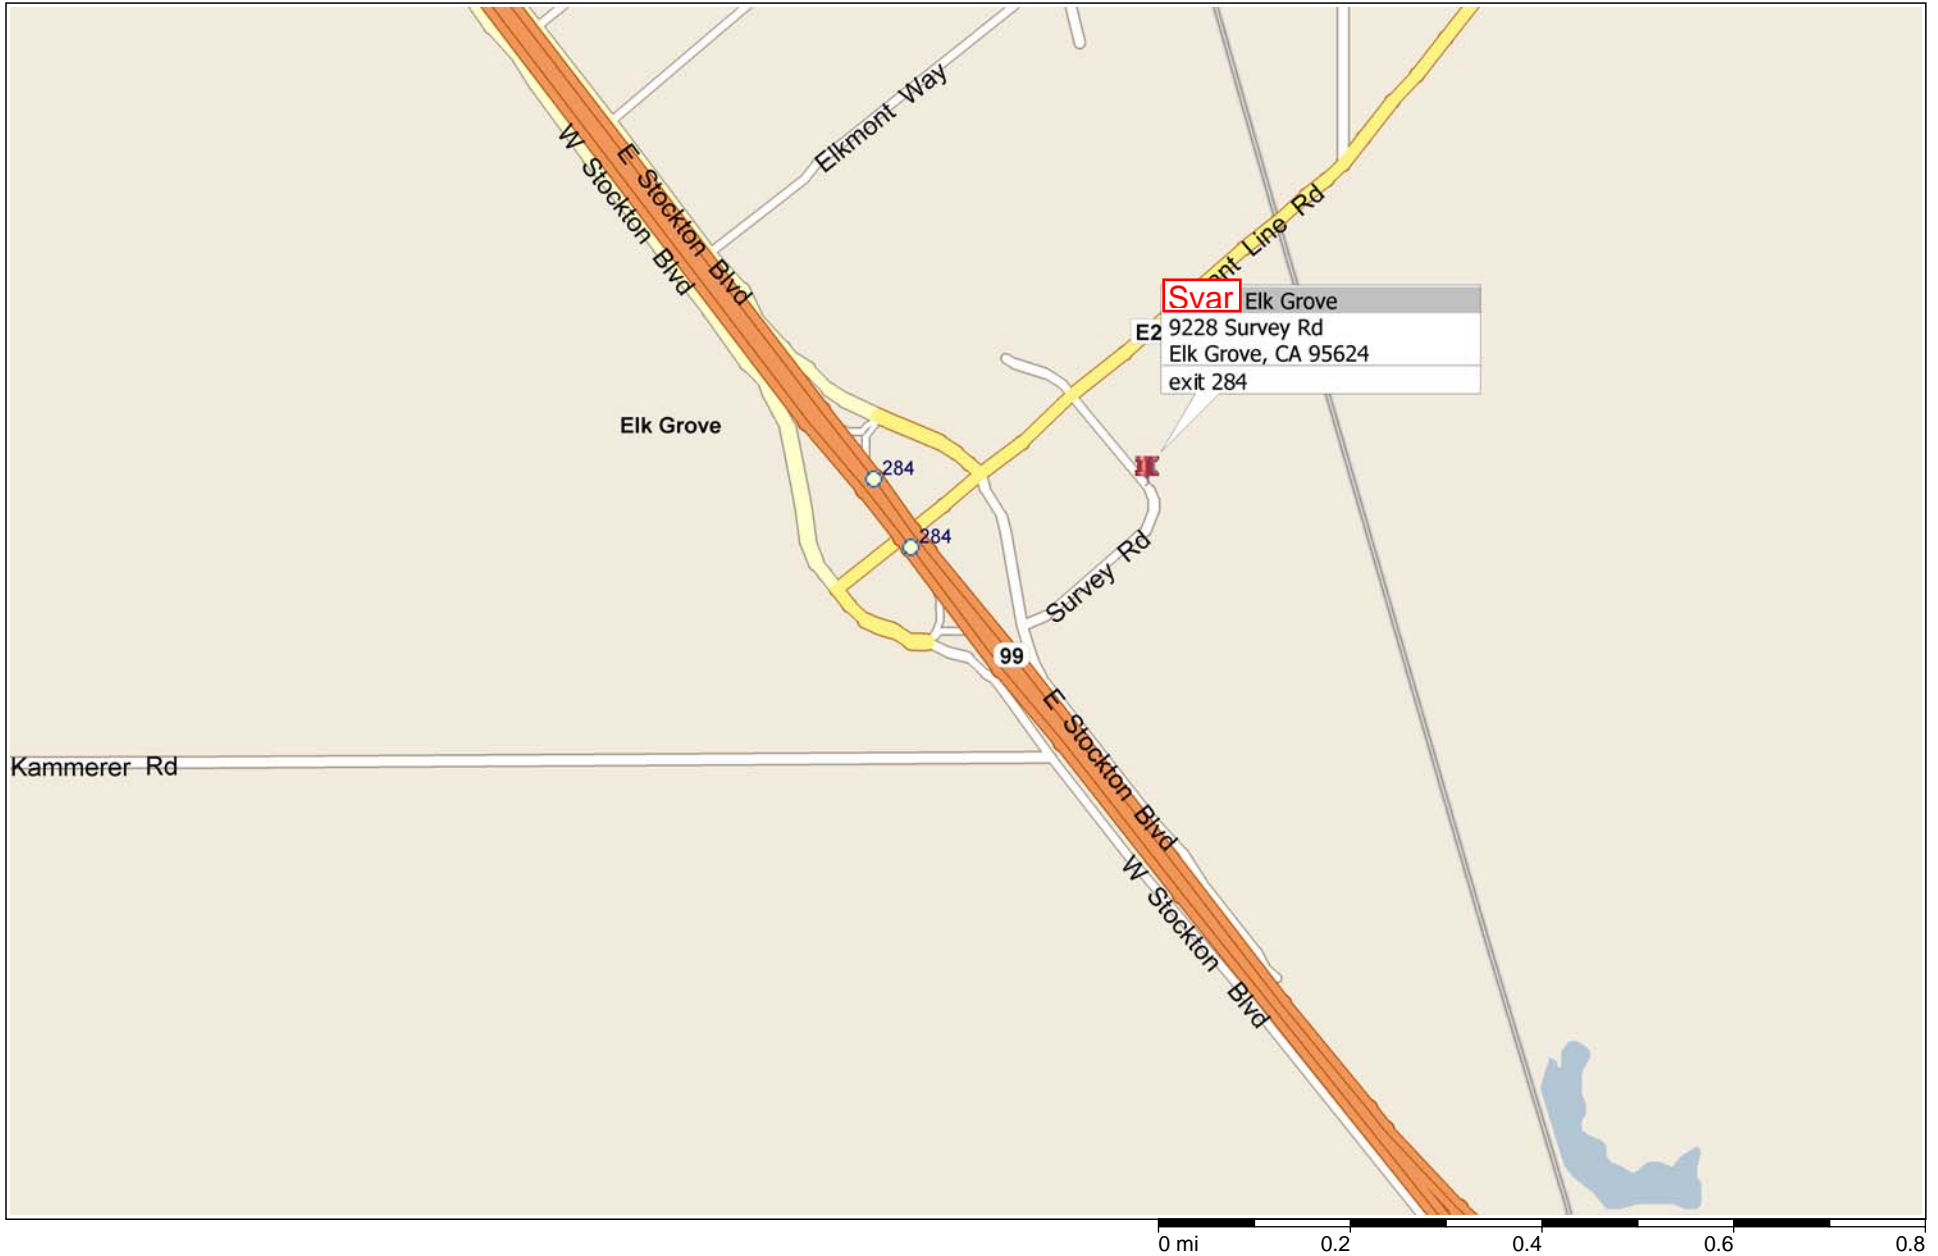 Elkmont Way
E Stockton Blvd
W Stockton Blvd
Line Rd
Svar Elk Grove
9228 Survey Rd
Elk Grove, CA 95624
exit 284
E2
Elk Grove
284
284
Survey Rd
99
E Stockton Blvd
Kammerer Rd
W Stockton Blvd
0 mi 0.2 0.4 0.6 0.8